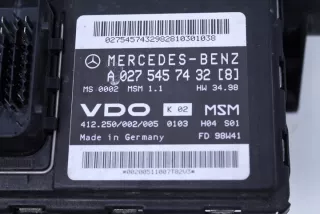 0275457432982810301038
MERCEDES-BENZ
A 027 545 74 32 [8]
MS 0002 MSM 1.1 HW 34.98
VDO K 02 MSM
412.250/002/005 0103 H04 S01
Made in Germany FD 98W41